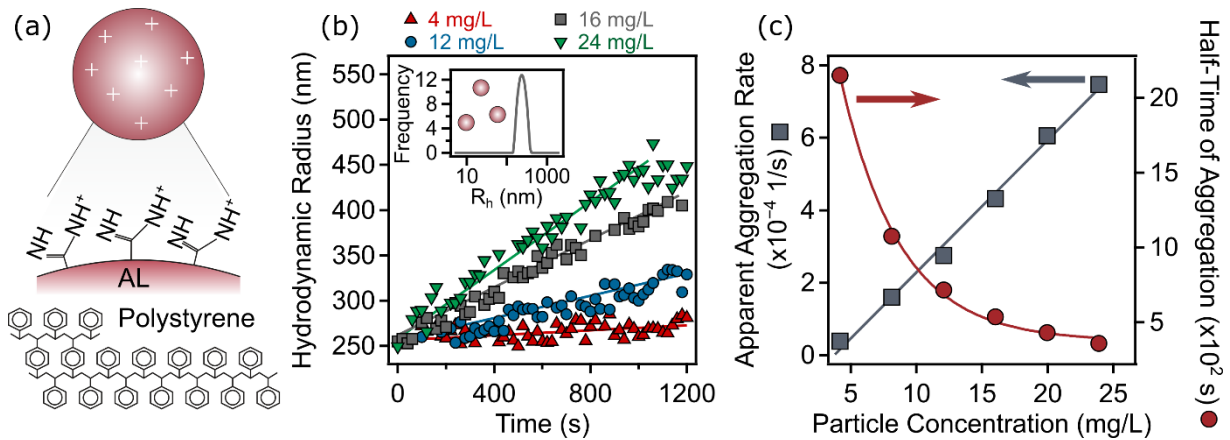 (a)
+ + + + + + +
NH NH⁺ NH NH⁺ NH NH⁺
AL
Polystyrene
(b)
4 mg/L 16 mg/L
12 mg/L 24 mg/L
Hydrodynamic Radius (nm)
550
500
450
400
350
300
250
0 400 800 1200
Time (s)
Frequency
12
8
4
0
10 1000
Rₕ (nm)
(c)
Apparent Aggregation Rate
(x10⁻⁴ 1/s)
8
6
4
2
0
5 10 15 20 25
Particle Concentration (mg/L)
20
15
10
5
Half-Time of Aggregation (x10² s)